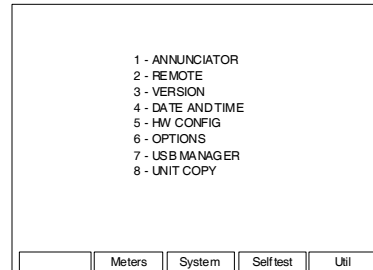 1 - ANNUNCIATOR
2 - REMOTE
3 - VERSION
4 - DATE AND TIME
5 - HW CONFIG
6 - OPTIONS
7 - USB MANAGER
8 - UNIT COPY
Meters System Selftest Util